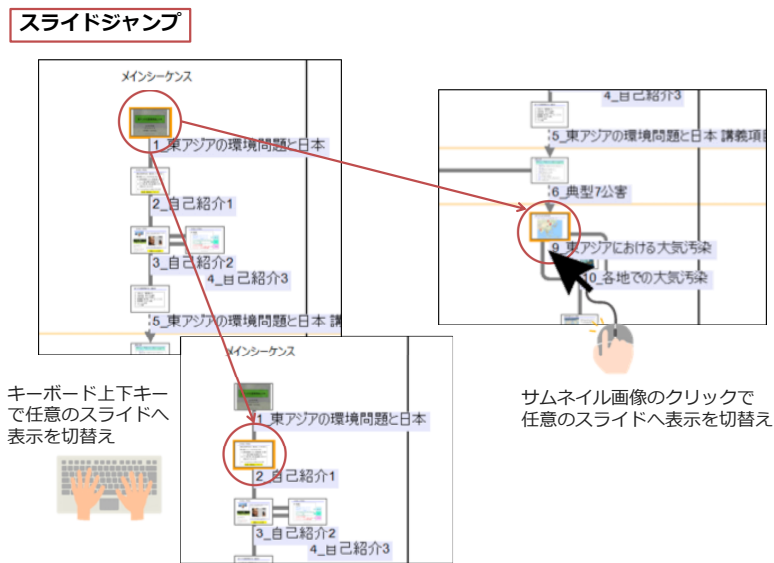 スライドジャンプ
メインシーケンス
1_東アジアの環境問題と日本
2_自己紹介1
3_自己紹介2
4_自己紹介3
5_東アジアの環境問題と日本 講
4_自己紹介3
5_東アジアの環境問題と日本 講義項目
6_典型7公害
9_東アジアにおける大気汚染
10_各地での大気汚染
メインシーケンス
1_東アジアの環境問題と日本
2_自己紹介1
3_自己紹介2
4_自己紹介3
キーボード上下キー
で任意のスライドへ
表示を切替え
サムネイル画像のクリックで
任意のスライドへ表示を切替え